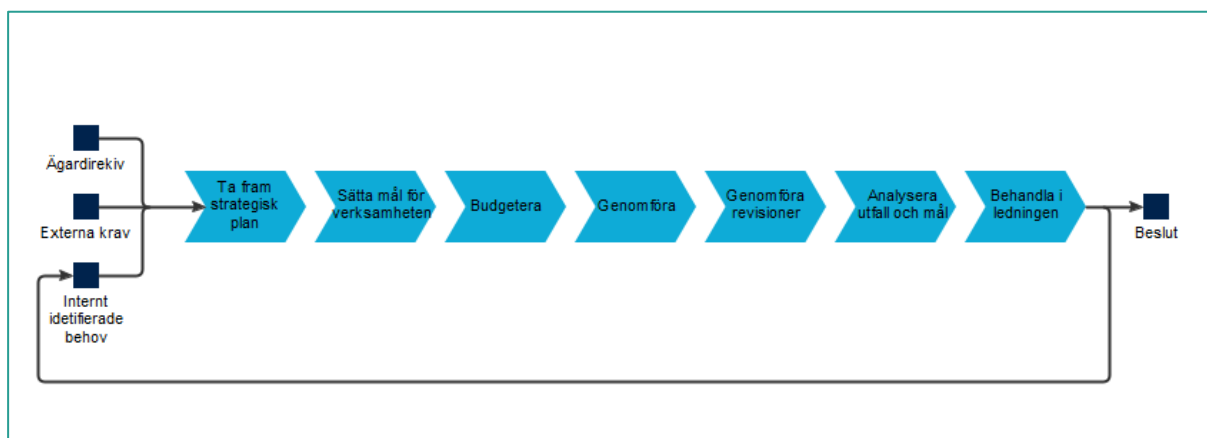 Ägardirekiv
Externa krav
Internt
idetifierade
behov
Ta fram
strategisk
plan
Sätta mål för
verksamheten
Budgetera
Genomföra
Genomföra
revisioner
Analysera
utfall och mål
Behandla i
ledningen
Beslut